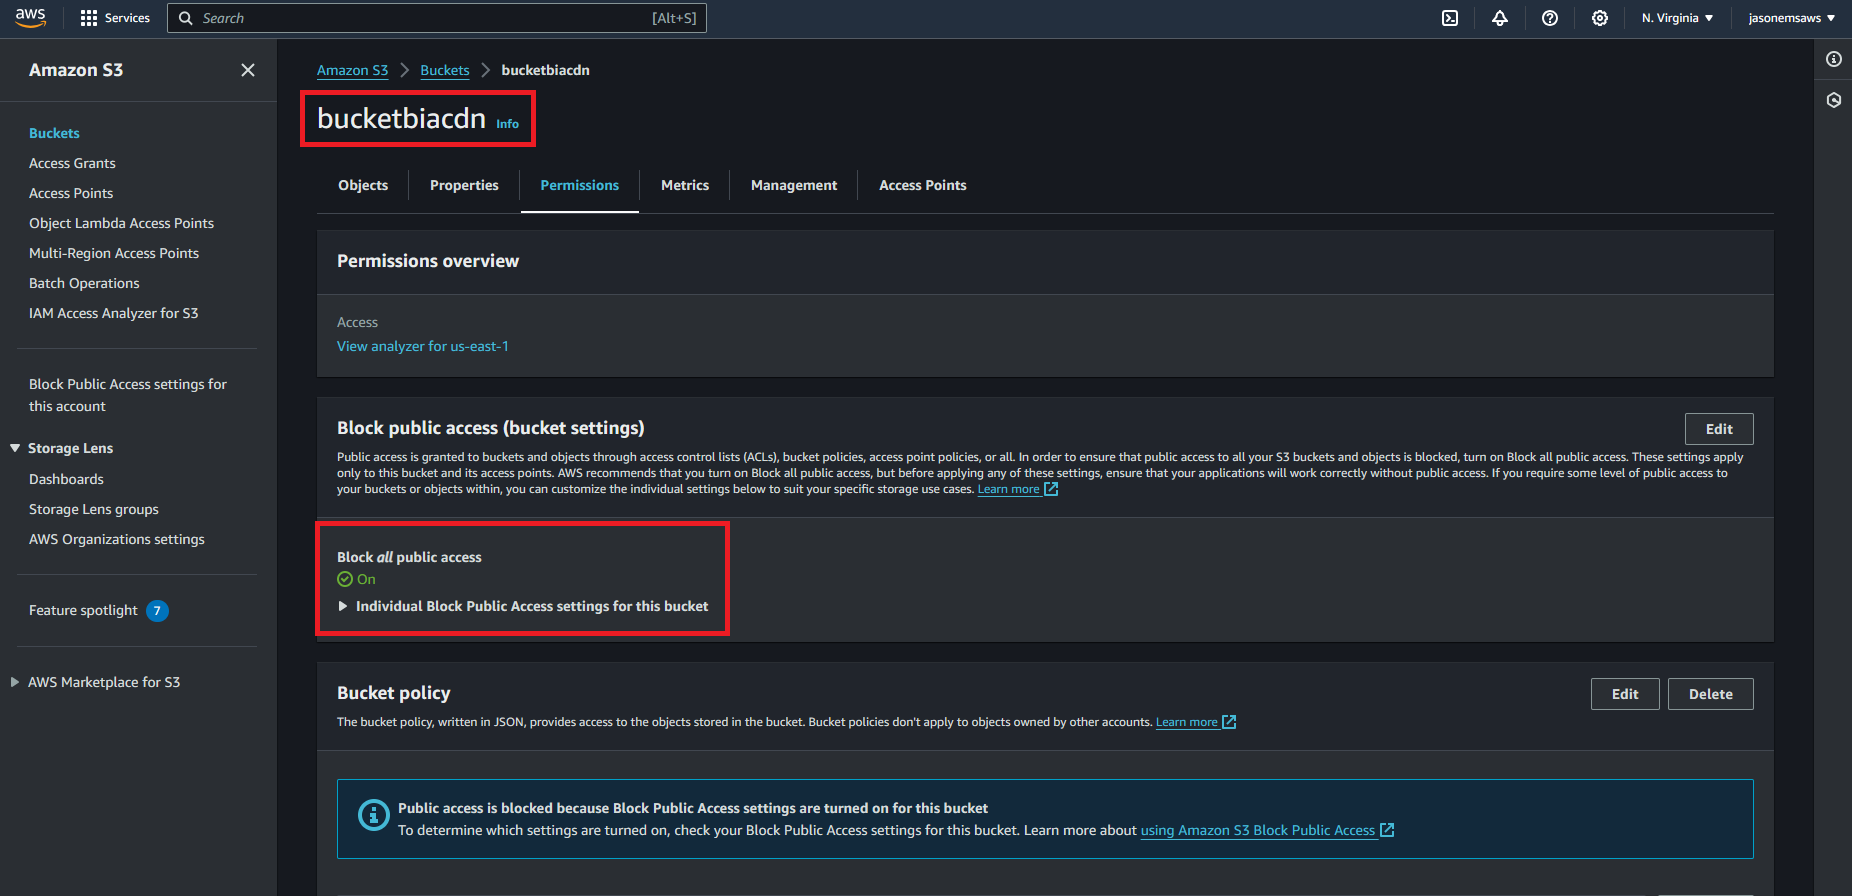 aws
Services
Search
[Alt+S]
N. Virginia
jasonemsaws
Amazon S3
Buckets
Access Grants
Access Points
Object Lambda Access Points
Multi-Region Access Points
Batch Operations
IAM Access Analyzer for S3
Block Public Access settings for
this account
Storage Lens
Dashboards
Storage Lens groups
AWS Organizations settings
Feature spotlight 7
AWS Marketplace for S3
Amazon S3 > Buckets > bucketbiacdn
bucketbiacdn Info
Objects
Properties
Permissions
Metrics
Management
Access Points
Permissions overview
Access
View analyzer for us-east-1
Block public access (bucket settings)
Edit
Public access is granted to buckets and objects through access control lists (ACLs), bucket policies, access point policies, or all. In order to ensure that public access to all your S3 buckets and objects is blocked, turn on Block all public access. These settings apply
only to this bucket and its access points. AWS recommends that you turn on Block all public access, but before applying any of these settings, ensure that your applications will work correctly without public access. If you require some level of public access to
your buckets or objects within, you can customize the individual settings below to suit your specific storage use cases. Learn more
Block all public access
On
Individual Block Public Access settings for this bucket
Bucket policy
Edit
Delete
The bucket policy, written in JSON, provides access to the objects stored in the bucket. Bucket policies don't apply to objects owned by other accounts. Learn more
Public access is blocked because Block Public Access settings are turned on for this bucket
To determine which settings are turned on, check your Block Public Access settings for this bucket. Learn more about using Amazon S3 Block Public Access